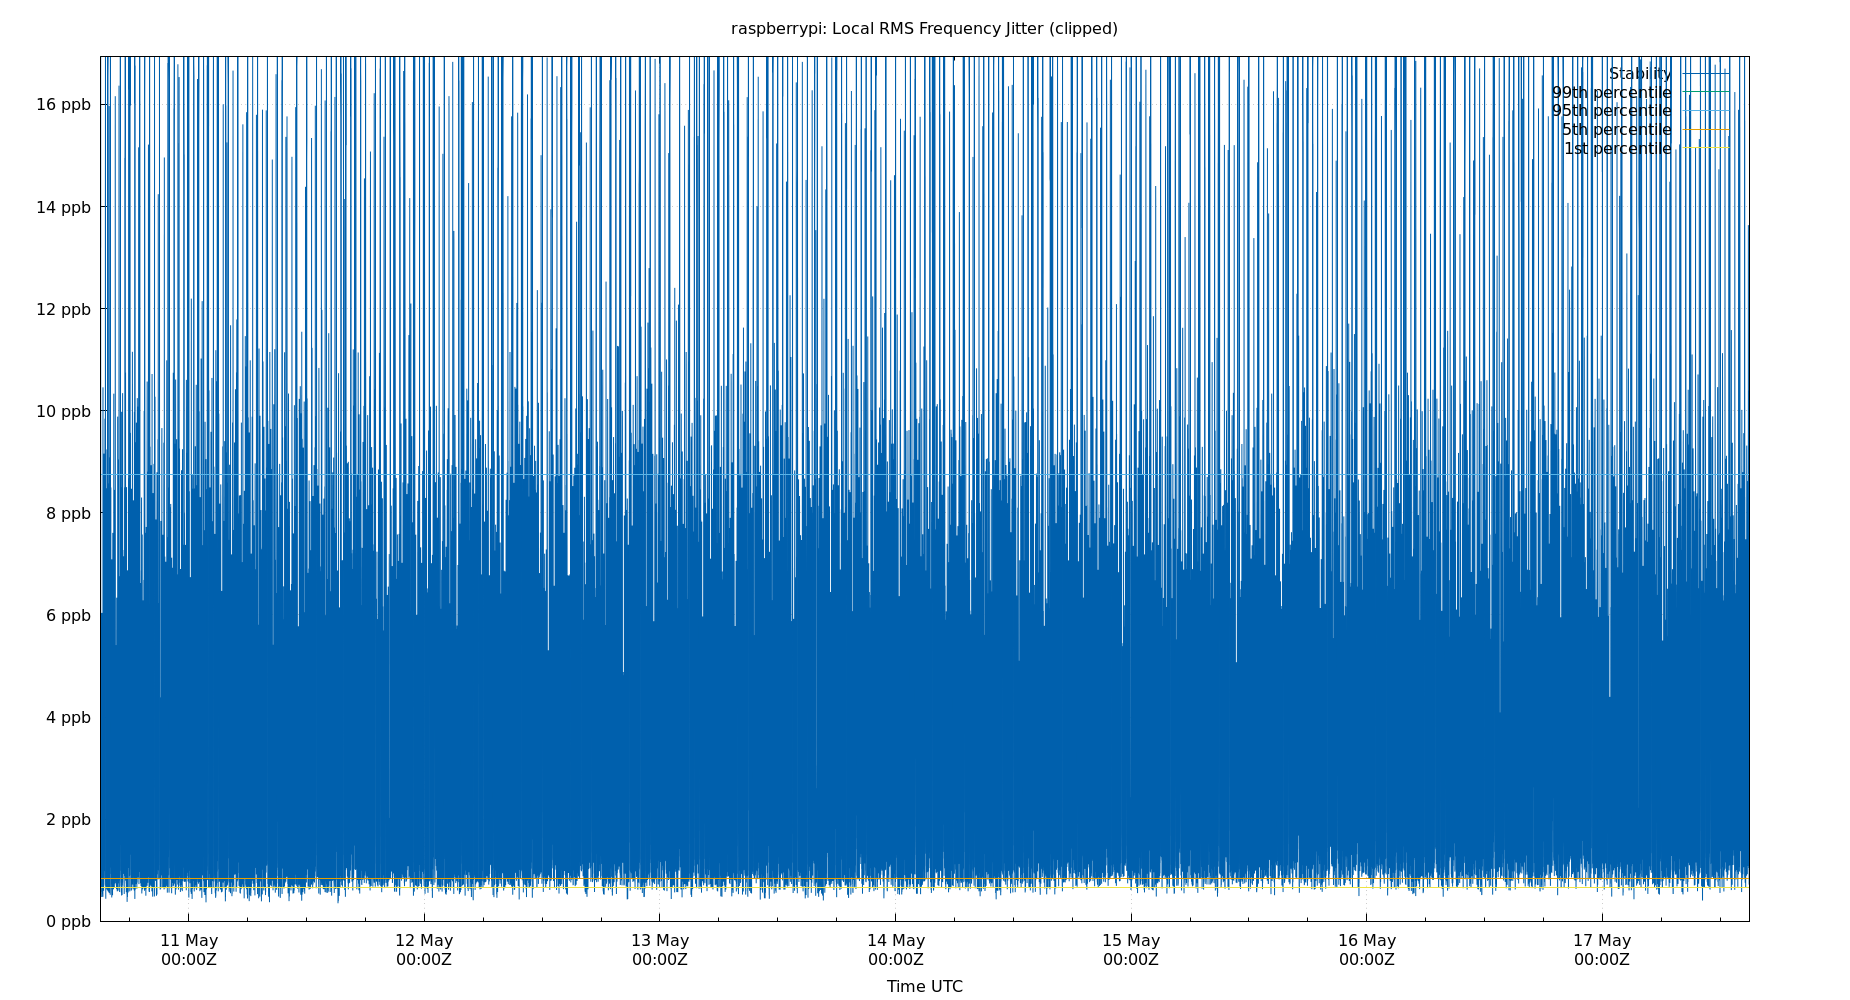 raspberrypi: Local RMS Frequency Jitter (clipped)
16 ppb
14 ppb
12 ppb
10 ppb
8 ppb
6 ppb
4 ppb
2 ppb
0 ppb
Stability
99th percentile
95th percentile
5th percentile
1st percentile
11 May 12 May 13 May 14 May 15 May 16 May 17 May
00:00Z 00:00Z 00:00Z 00:00Z 00:00Z 00:00Z 00:00Z
Time UTC